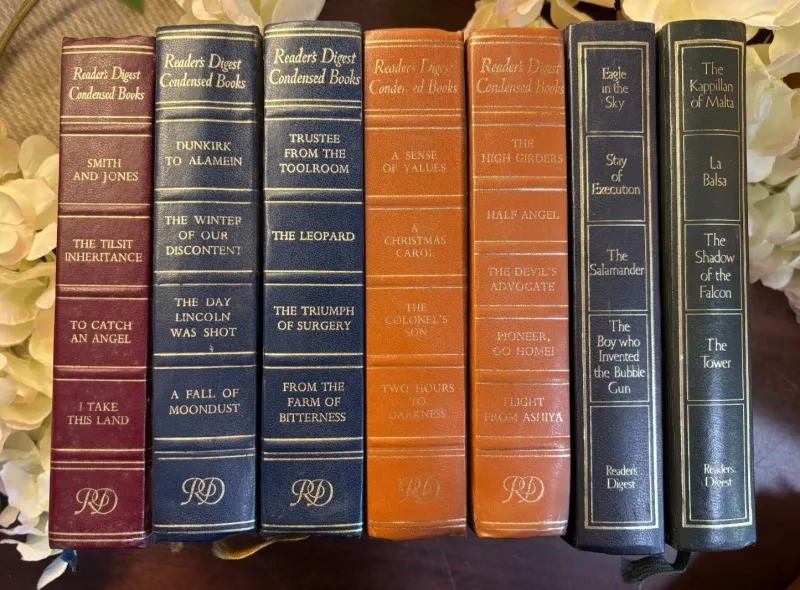 Reader's Digest
Condensed Books
SMITH
AND JONES
THE TILSIT
INHERITANCE
TO CATCH
AN ANGEL
I TAKE
THIS LAND
RD
Reader's Digest
Condensed Books
DUNKIRK
TO ALAMEIN
THE WINTER
OF OUR
DISCONTENT
THE DAY
LINCOLN
WAS SHOT
A FALL OF
MOONDUST
RD
Reader's Digest
Condensed Books
TRUSTEE
FROM THE
TOOLROOM
THE LEOPARD
THE TRIUMPH
OF SURGERY
FROM THE
FARM OF
BITTERNESS
RD
Reader's Digest
Condensed Books
A SENSE
OF VALUES
A
CHRISTMAS
CAROL
THE
COLONEL'S
SON
TWO HOURS
TO
DARKNESS
RD
Reader's Digest
Condensed Books
THE
HIGH GIRDERS
HALF ANGEL
THE DEVIL'S
ADVOCATE
PIONEER,
GO HOME!
FLIGHT
FROM ASHIYA
RD
Eagle
in the
Sky
Stay
of
Execution
The
Salamander
The
Boy who
Invented
the Bubble
Gun
Reader's
Digest
The
Kappillan
of Malta
La
Balsa
The
Shadow
of the
Falcon
The
Tower
Reader's
Digest